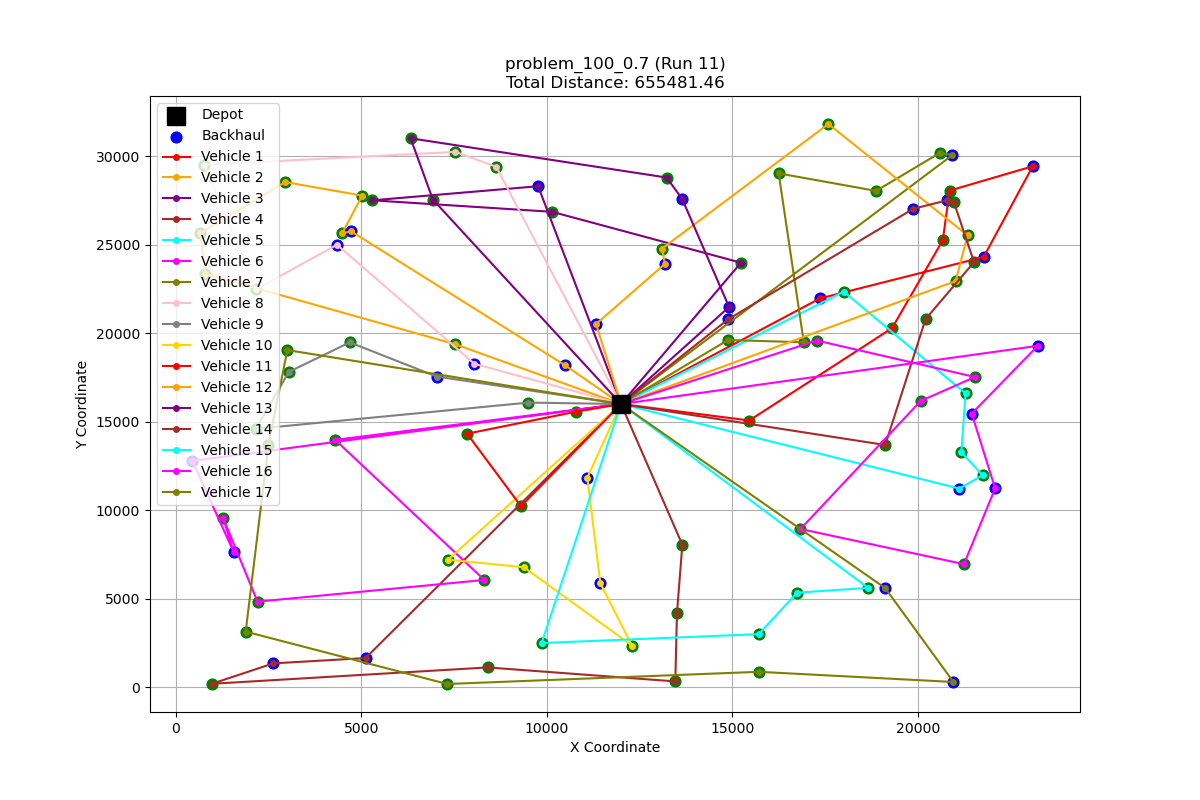 problem_100_0.7 (Run 11)
Total Distance: 655481.46
Depot
Backhaul
Vehicle 1
Vehicle 2
Vehicle 3
Vehicle 4
Vehicle 5
Vehicle 6
Vehicle 7
Vehicle 8
Vehicle 9
Vehicle 10
Vehicle 11
Vehicle 12
Vehicle 13
Vehicle 14
Vehicle 15
Vehicle 16
Vehicle 17
30000
25000
20000
15000
10000
5000
0
Y Coordinate
0 5000 10000 15000 20000
X Coordinate